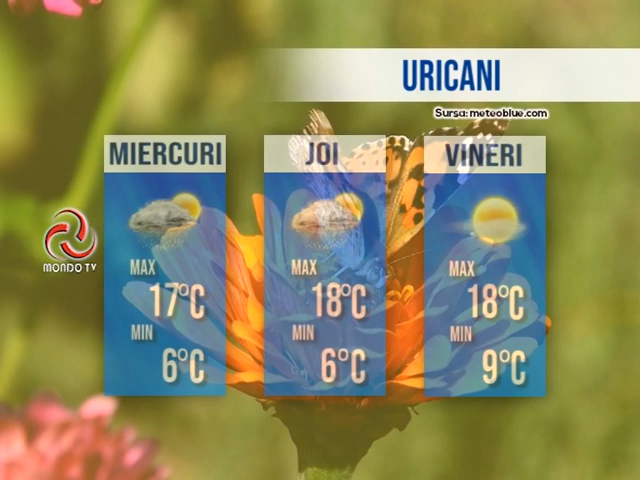 URICANI
Sursa: meteoblue.com
MIERCURI
MAX
17°C
MIN
6°C
JOI
MAX
18°C
MIN
6°C
VINERI
MAX
18°C
MIN
9°C
MONDO TV